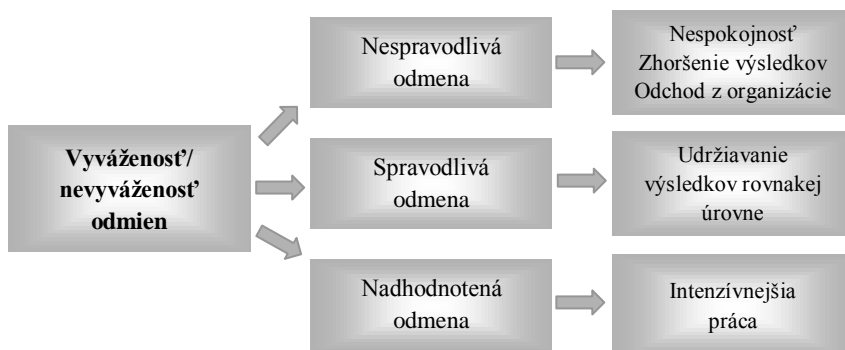 Nespravodlivá
odmena
Nespokojnosť
Zhoršenie výsledkov
Odchod z organizácie
Vyváženosť/
nevyváženosť
odmien
Spravodlivá
odmena
Udržiavanie
výsledkov rovnakej
úrovne
Nadhodnotená
odmena
Intenzívnejšia
práca